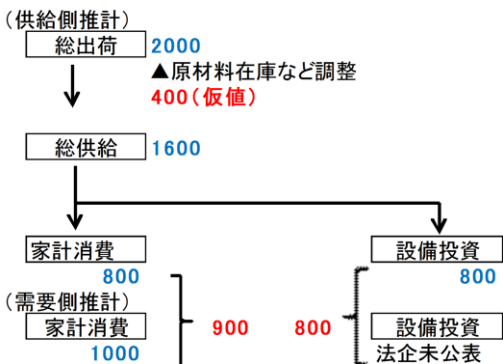 (供給側推計)
総出荷 2000
▲原材料在庫など調整
400(仮値)
総供給 1600
家計消費 設備投資
800 800
(需要側推計)
900 800
家計消費 設備投資
1000 法企未公表